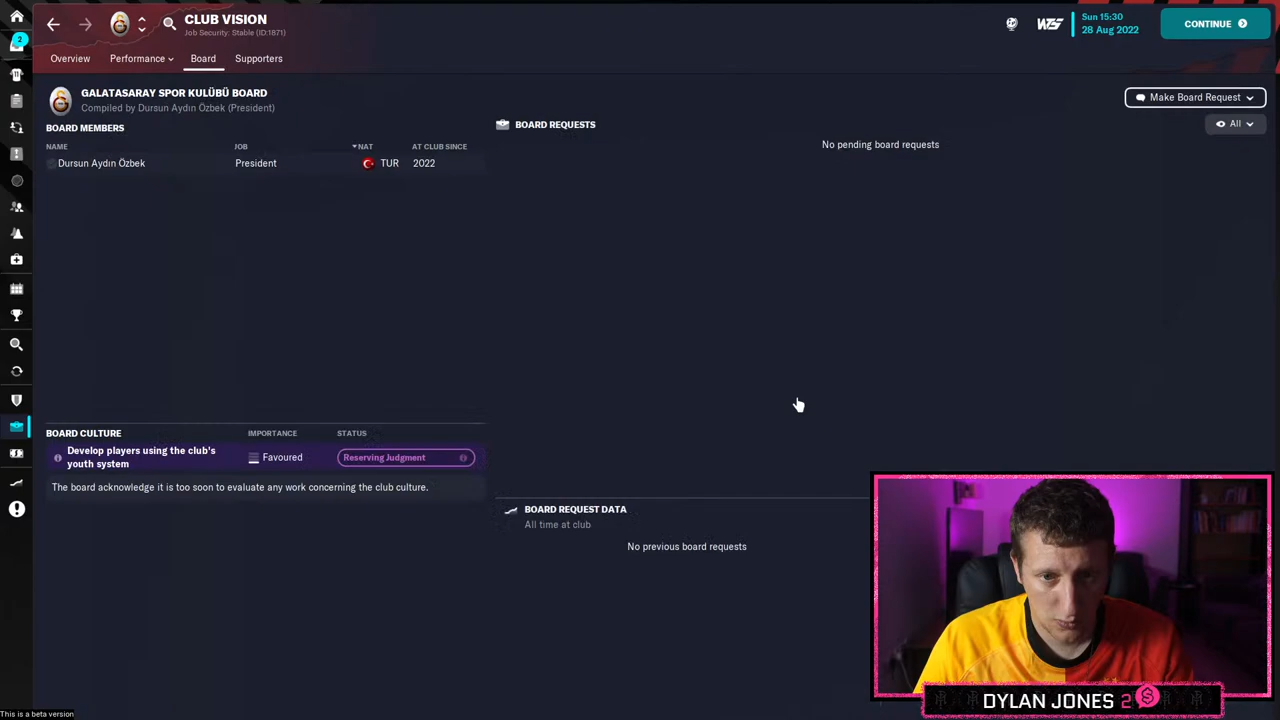 CLUB VISION
Job Security: Stable (ID:1871)
Sun 15:30
28 Aug 2022
CONTINUE
2
Overview
Performance
Board
Supporters
GALATASARAY SPOR KULÜBÜ BOARD
Compiled by Dursun Aydın Özbek (President)
Make Board Request
All
BOARD MEMBERS
NAME JOB NAT AT CLUB SINCE
Dursun Aydın Özbek President TUR 2022
BOARD REQUESTS
No pending board requests
BOARD CULTURE IMPORTANCE STATUS
Develop players using the club's
youth system
Favoured
Reserving Judgment
The board acknowledge it is too soon to evaluate any work concerning the club culture.
BOARD REQUEST DATA
All time at club
No previous board requests
DYLAN JONES 2
This is a beta version